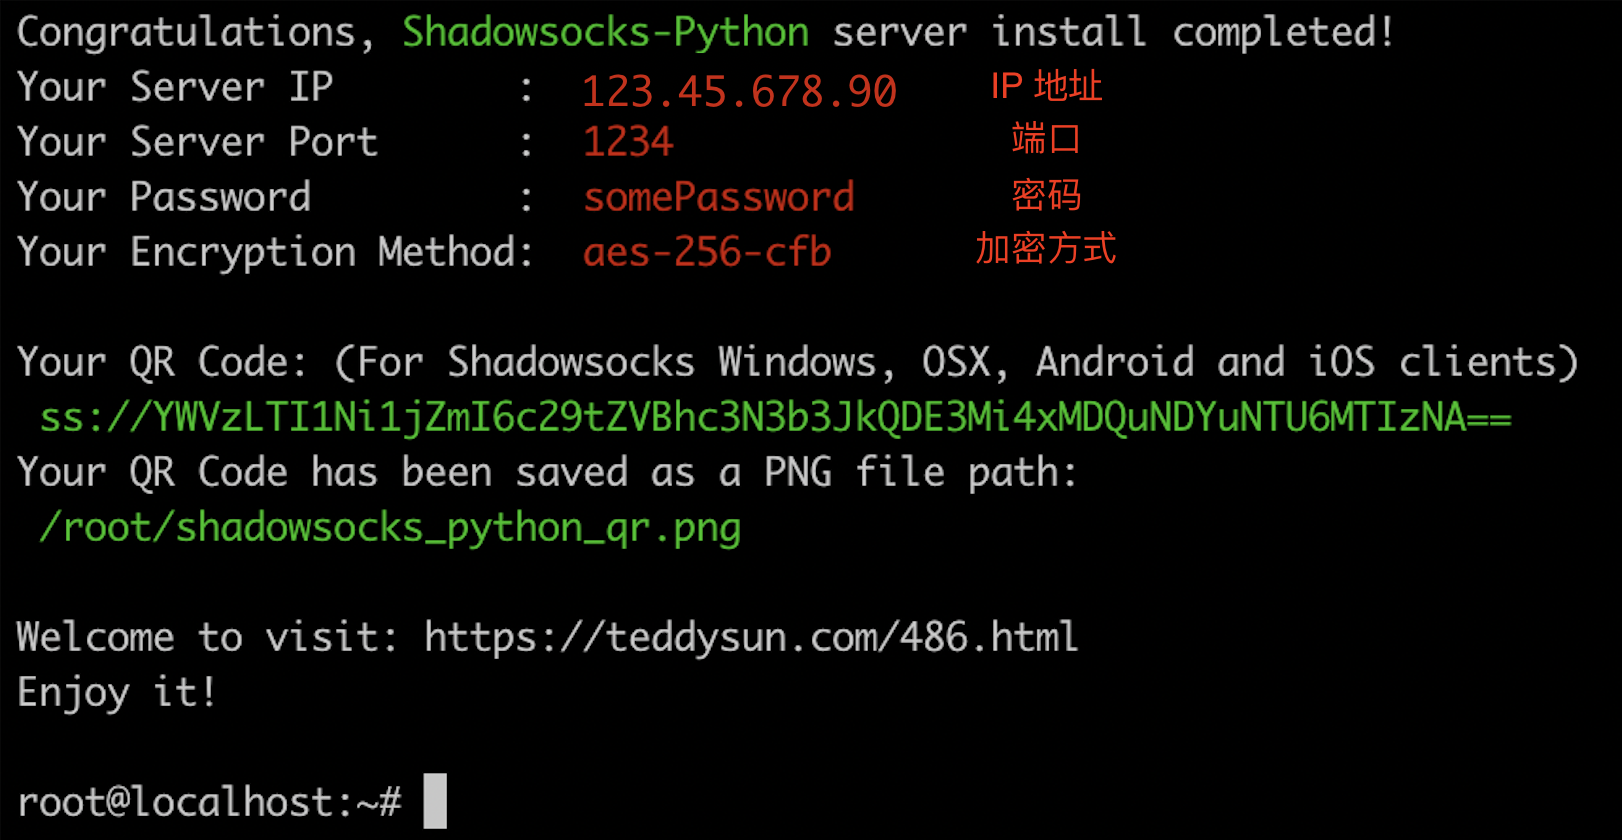 Congratulations, Shadowsocks-Python server install completed!
Your Server IP : 123.45.678.90 IP 地址
Your Server Port : 1234 端口
Your Password : somePassword 密码
Your Encryption Method: aes-256-cfb 加密方式
Your QR Code: (For Shadowsocks Windows, OSX, Android and iOS clients)
ss://YWVzLTI1Ni1jZmI6c29tZVBhc3N3b3JkQDE3Mi4xMDQuNDYuNTU6MTIzNA==
Your QR Code has been saved as a PNG file path:
/root/shadowsocks_python_qr.png
Welcome to visit: https://teddysun.com/486.html
Enjoy it!
root@localhost:~#